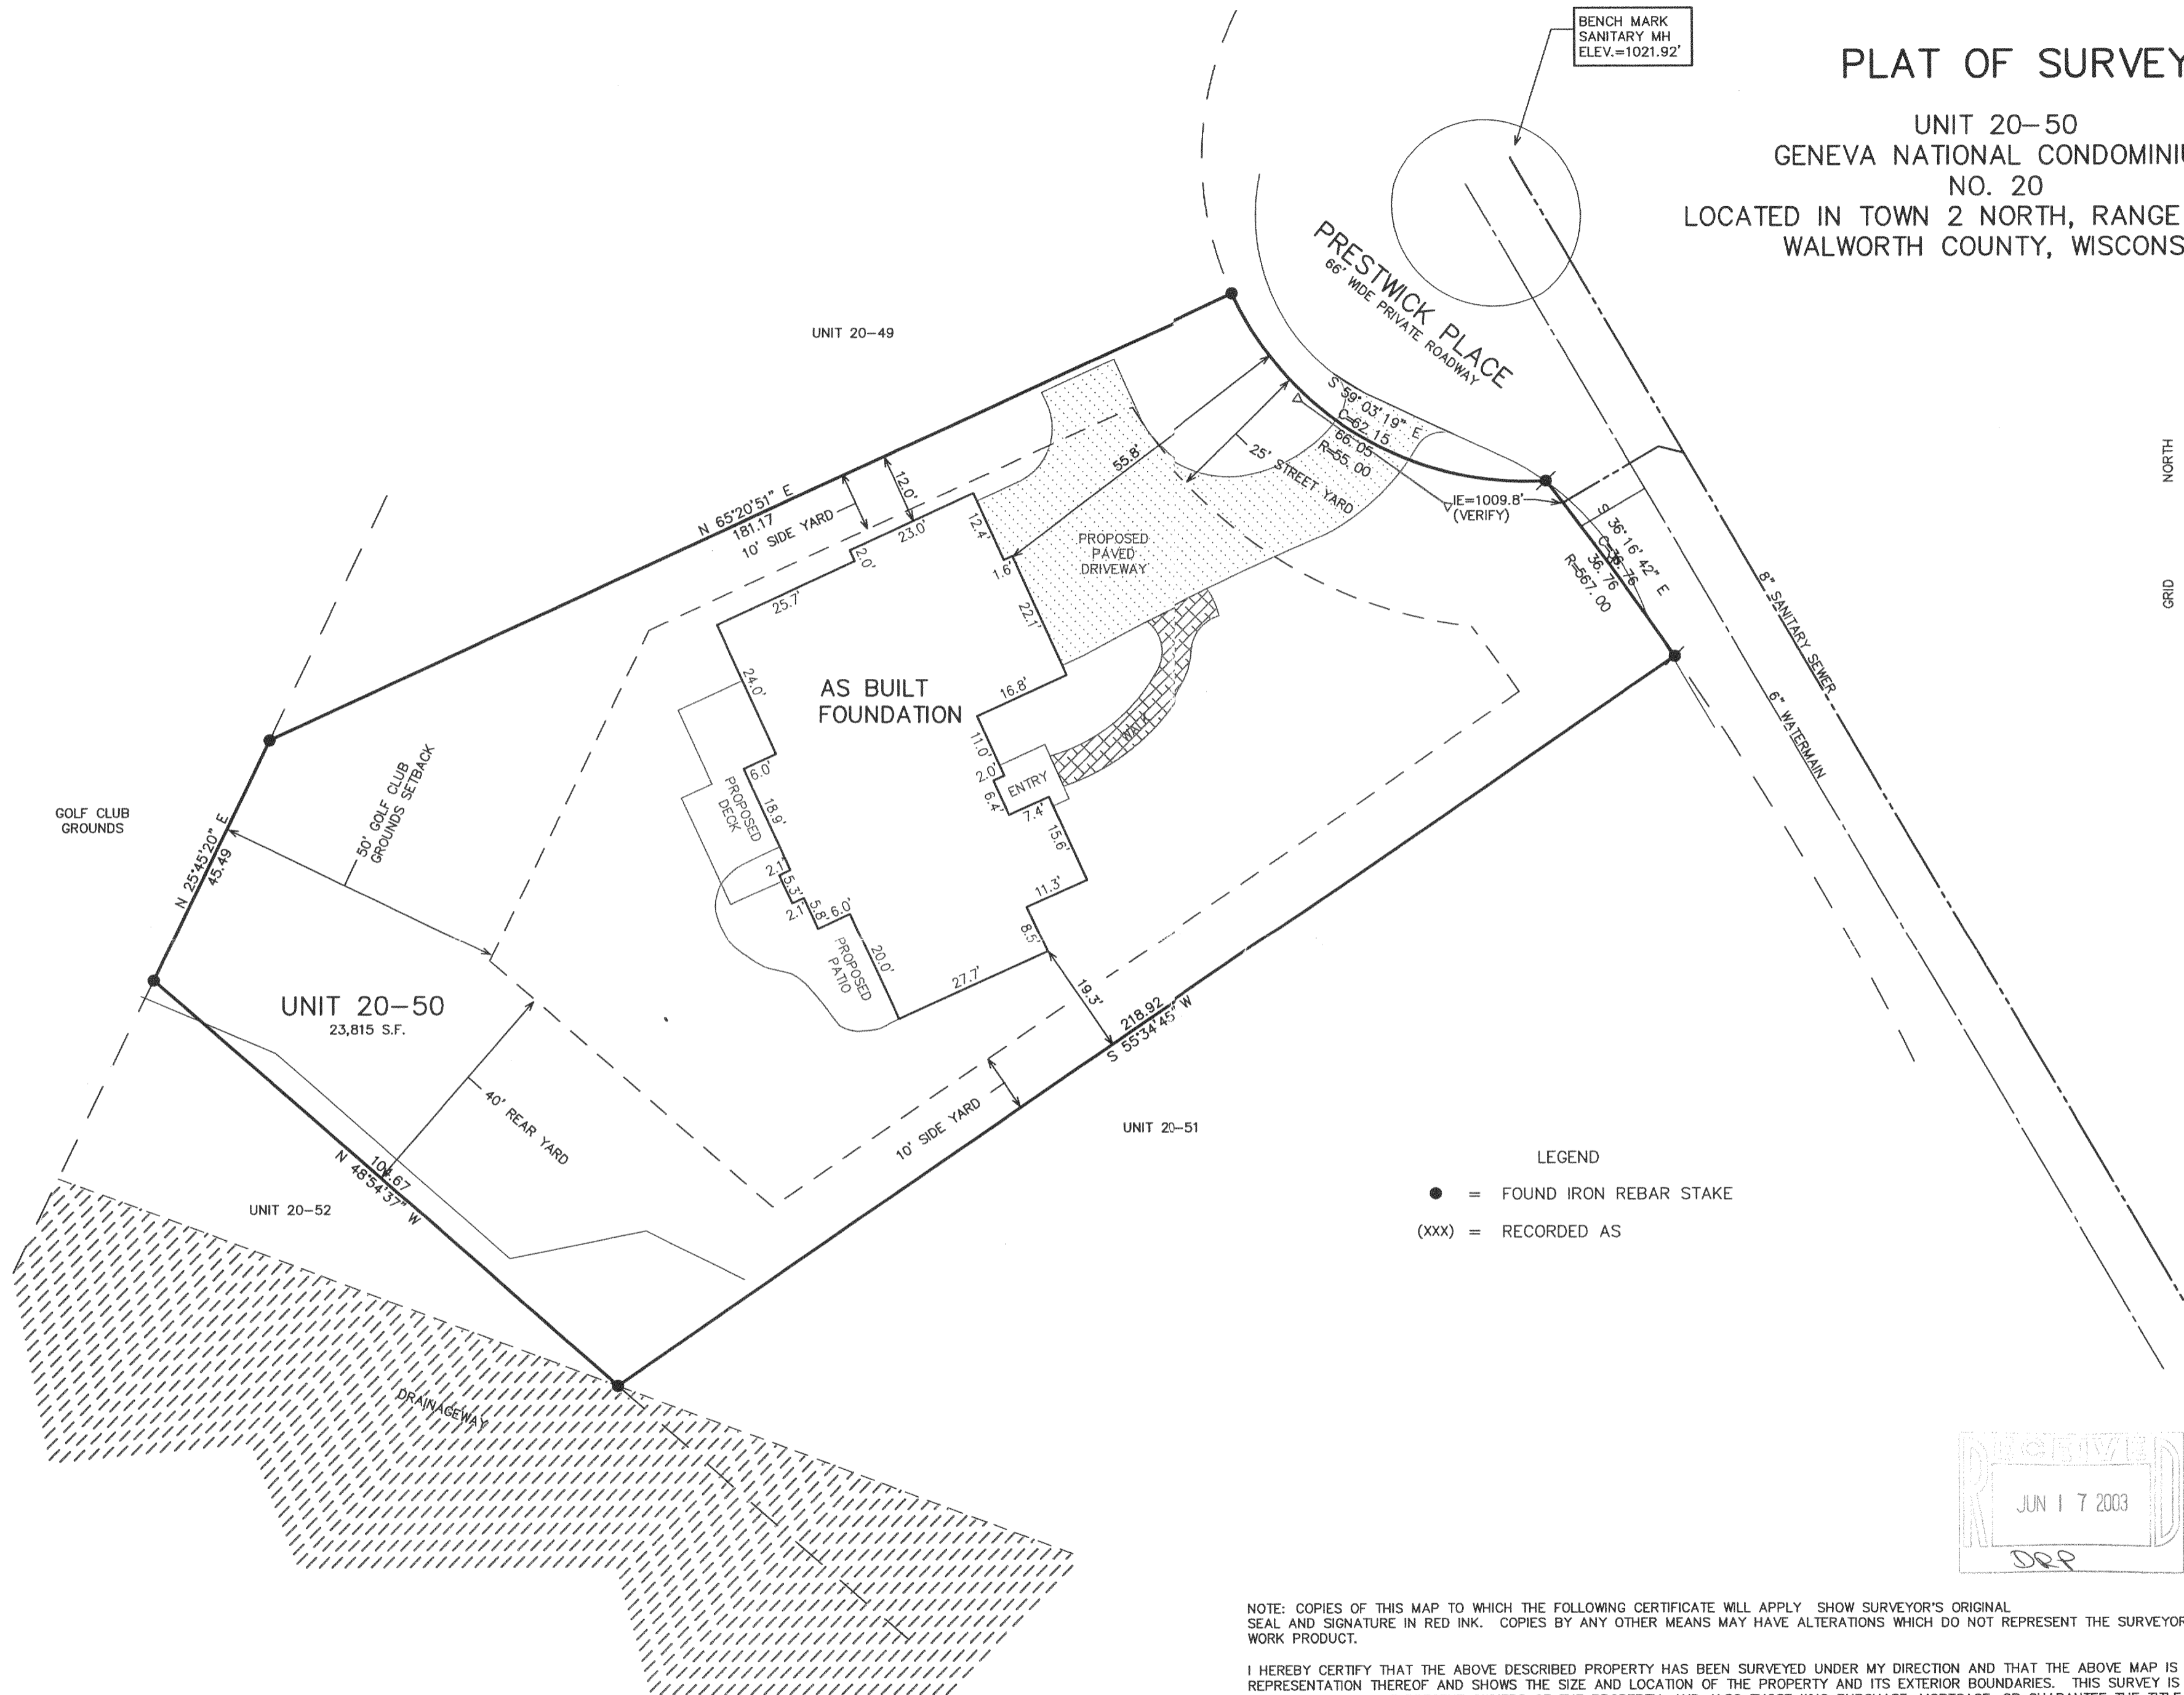 BENCH MARK
SANITARY MH
ELEV.=1021.92'
PLAT OF SURVEY
UNIT 20-50
GENEVA NATIONAL CONDOMINIU
NO. 20
LOCATED IN TOWN 2 NORTH, RANGE
WALWORTH COUNTY, WISCONS
PRESTWICK PLACE
66' WIDE PRIVATE ROADWAY
UNIT 20-49
S 59°03'19" E
C=62.15
66.05
R=55.00
25' STREET YARD
55.8'
IE=1009.8'
(VERIFY)
S 36°16'42" E
C=36.76
36.76
R=567.00
8" SANITARY SEWER
6" WATERMAIN
NORTH
GRID
N 65°20'51" E
181.17
10' SIDE YARD
12.0'
23.0'
2.0'
25.7'
12.4'
1.6'
22.1'
PROPOSED
PAVED
DRIVEWAY
24.0'
AS BUILT
FOUNDATION
16.8'
11.0'
2.0'
6.4'
ENTRY
7.4'
WALK
15.6'
11.3'
8.5'
6.0'
18.9'
PROPOSED
DECK
2.1'
5.3'
2.1'
5.8'
6.0'
20.0'
PROPOSED
PATIO
27.7'
19.3'
218.92
S 55°34'45" W
10' SIDE YARD
GOLF CLUB
GROUNDS
N 25°45'20" E
45.49
50' GOLF CLUB
GROUNDS SETBACK
UNIT 20-50
23,815 S.F.
40' REAR YARD
104.67
N 48°54'37" W
UNIT 20-52
UNIT 20-51
DRAINAGEWAY
LEGEND
● = FOUND IRON REBAR STAKE
(XXX) = RECORDED AS
RECEIVED
JUN 17 2003
DRP
NOTE: COPIES OF THIS MAP TO WHICH THE FOLLOWING CERTIFICATE WILL APPLY SHOW SURVEYOR'S ORIGINAL
SEAL AND SIGNATURE IN RED INK. COPIES BY ANY OTHER MEANS MAY HAVE ALTERATIONS WHICH DO NOT REPRESENT THE SURVEYOR
WORK PRODUCT.
I HEREBY CERTIFY THAT THE ABOVE DESCRIBED PROPERTY HAS BEEN SURVEYED UNDER MY DIRECTION AND THAT THE ABOVE MAP IS
REPRESENTATION THEREOF AND SHOWS THE SIZE AND LOCATION OF THE PROPERTY AND ITS EXTERIOR BOUNDARIES. THIS SURVEY IS